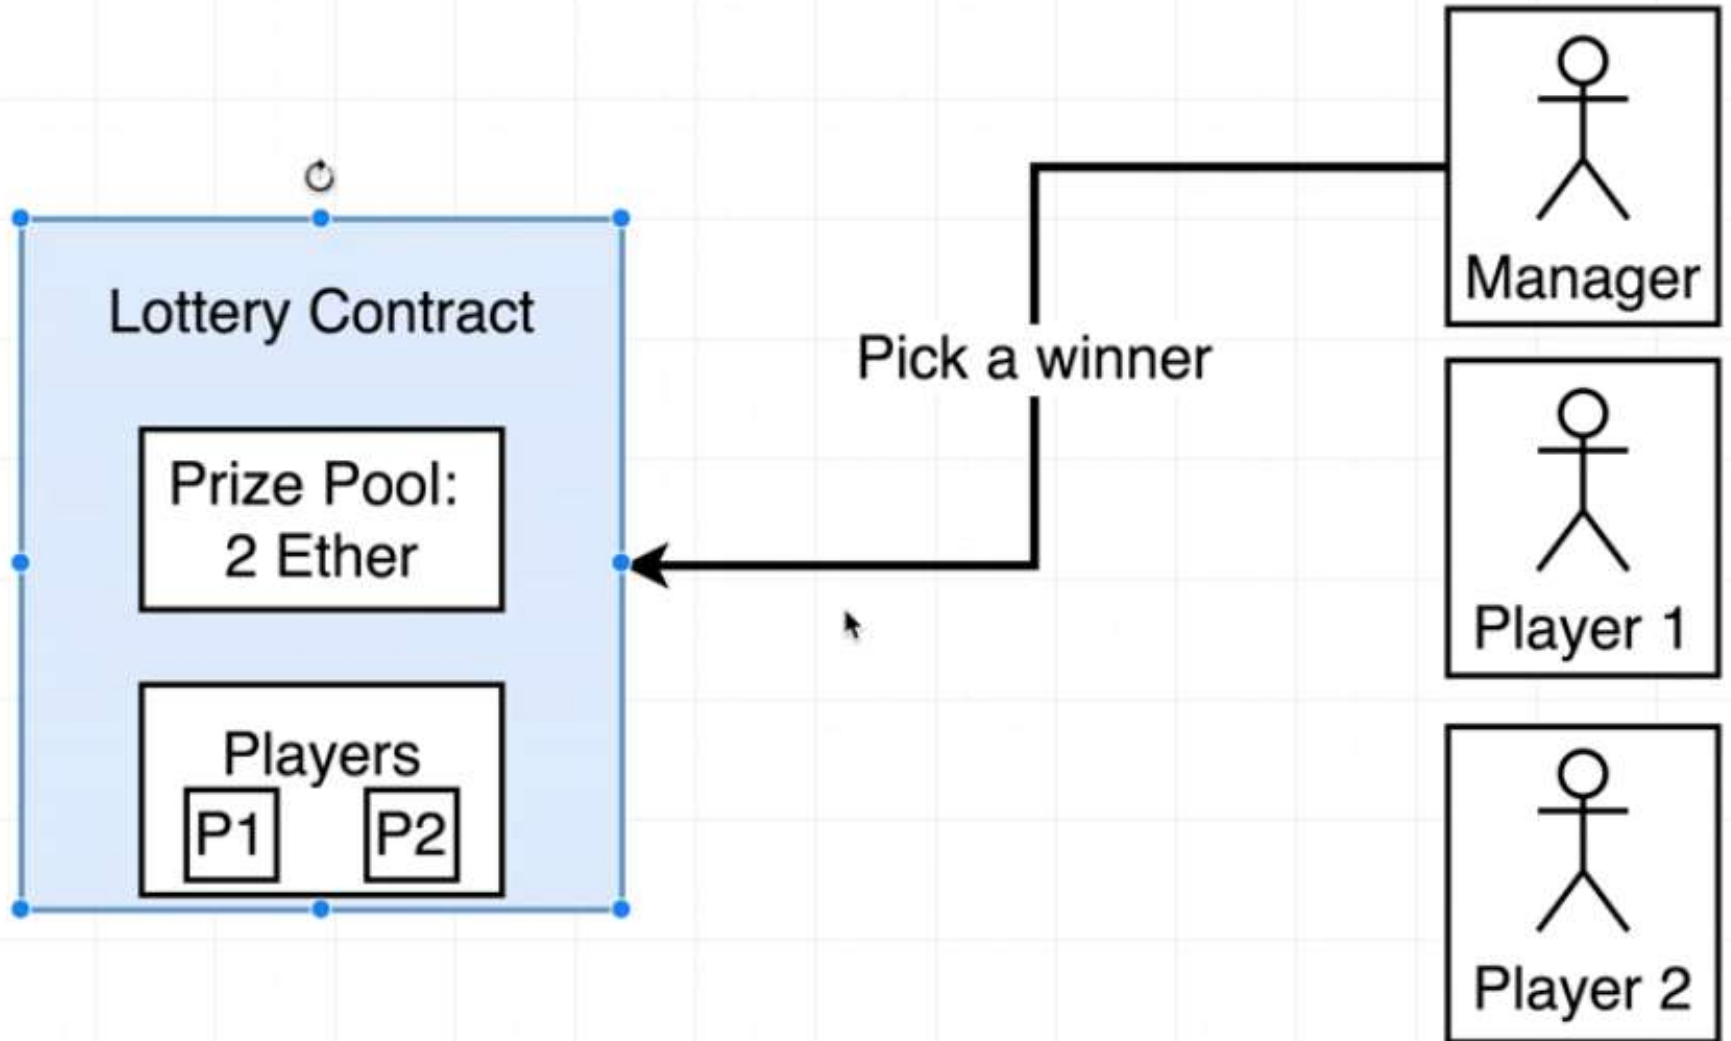 Lottery Contract
Prize Pool:
2 Ether
Players
P1 P2
Pick a winner
Manager
Player 1
Player 2